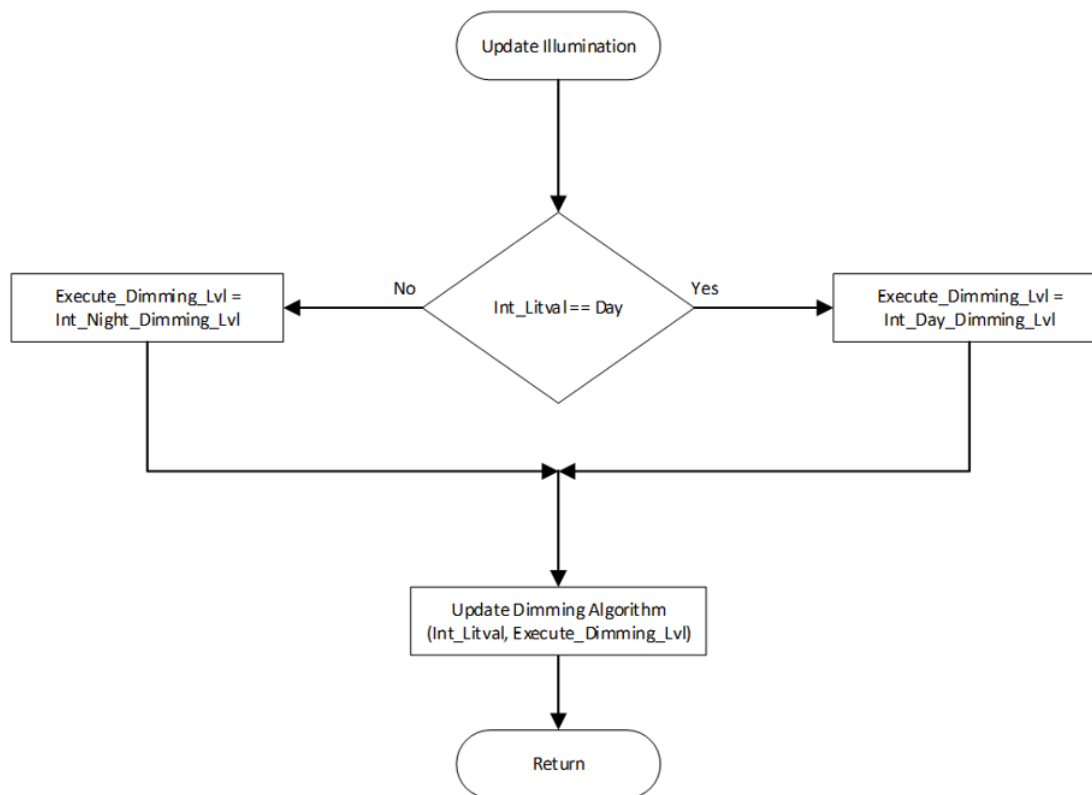 Update Illumination
No
Yes
Execute_Dimming_Lvl =
Int_Night_Dimming_Lvl
Int_Litval == Day
Execute_Dimming_Lvl =
Int_Day_Dimming_Lvl
Update Dimming Algorithm
(Int_Litval, Execute_Dimming_Lvl)
Return